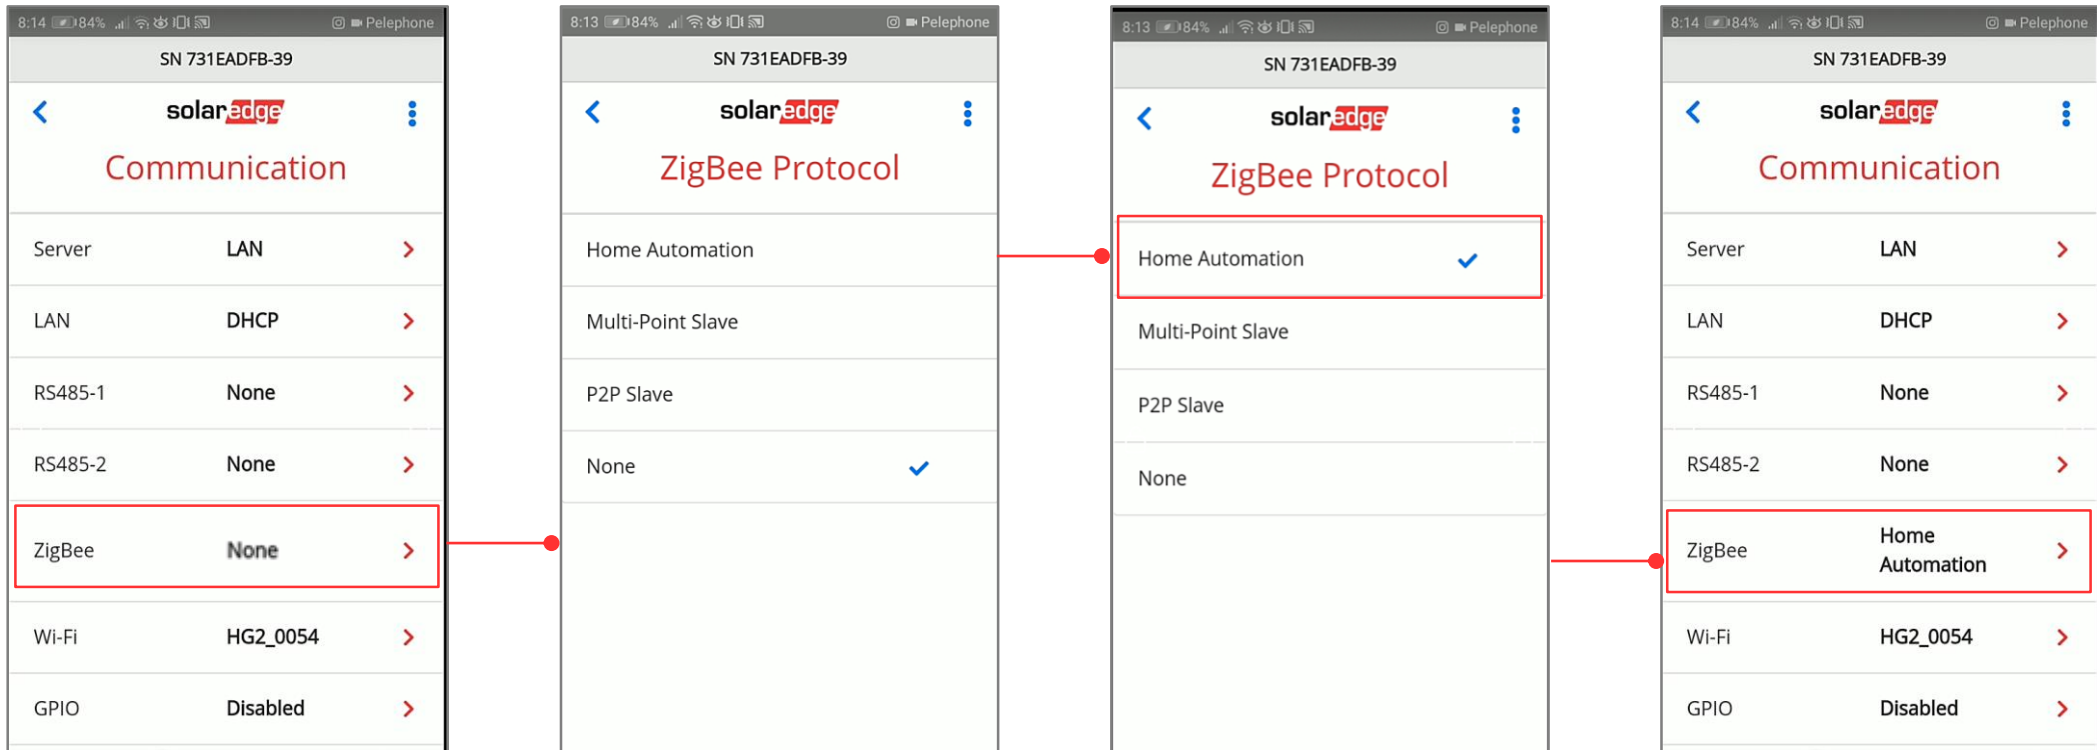 8:14 84% Pelephone
SN 731EADFB-39
solaredge
Communication
Server LAN
LAN DHCP
RS485-1 None
RS485-2 None
ZigBee None
Wi-Fi HG2_0054
GPIO Disabled
8:13 84% Pelephone
SN 731EADFB-39
solaredge
ZigBee Protocol
Home Automation
Multi-Point Slave
P2P Slave
None
8:13 84% Pelephone
SN 731EADFB-39
solaredge
ZigBee Protocol
Home Automation
Multi-Point Slave
P2P Slave
None
8:14 84% Pelephone
SN 731EADFB-39
solaredge
Communication
Server LAN
LAN DHCP
RS485-1 None
RS485-2 None
ZigBee Home
Automation
Wi-Fi HG2_0054
GPIO Disabled